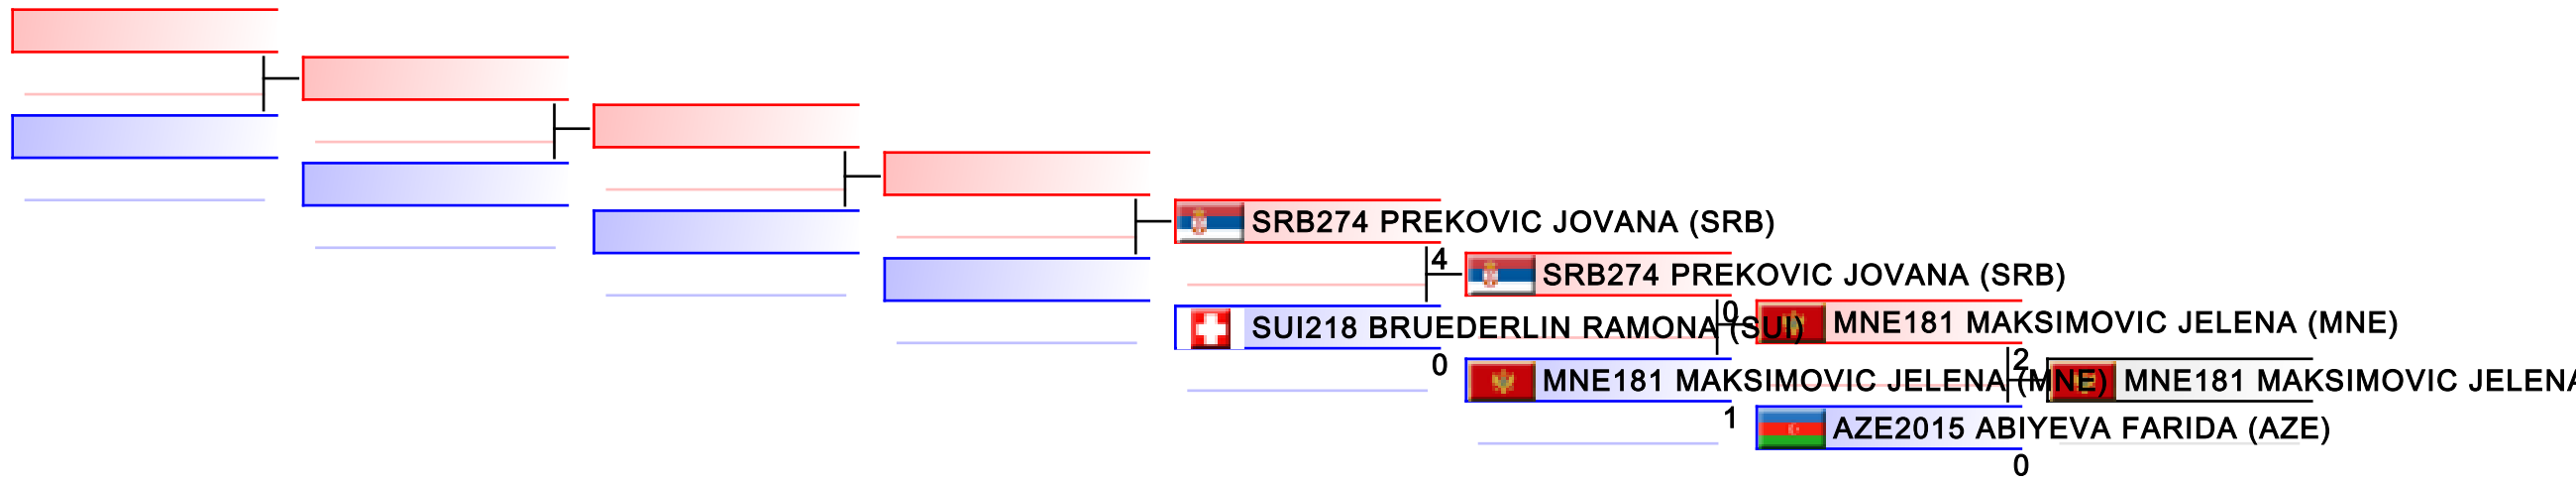 SRB274 PREKOVIC JOVANA (SRB)
4
SRB274 PREKOVIC JOVANA (SRB)
SUI218 BRUEDERLIN RAMONA (SUI)
0
0
MNE181 MAKSIMOVIC JELENA (MNE)
MNE181 MAKSIMOVIC JELENA (MNE)
1
2
MNE181 MAKSIMOVIC JELENA
AZE2015 ABIYEVA FARIDA (AZE)
0